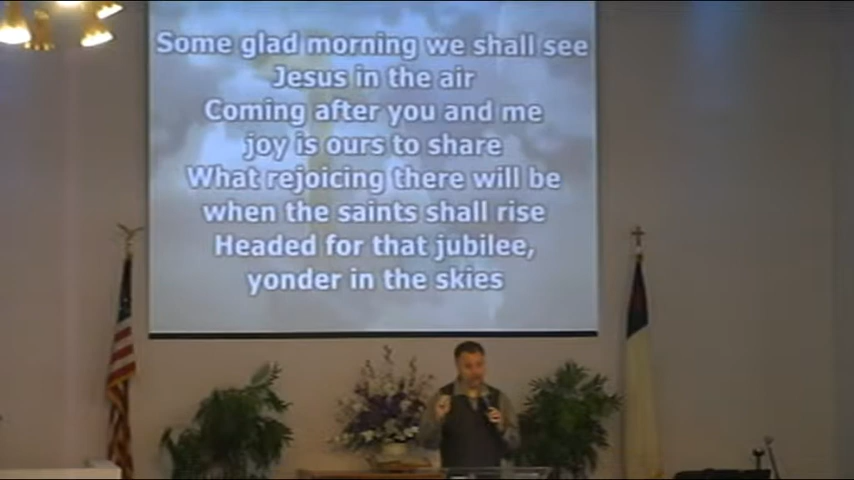 Some glad morning we shall see
Jesus in the air
Coming after you and me
joy is ours to share
What rejoicing there will be
when the saints shall rise
Headed for that jubilee,
yonder in the skies